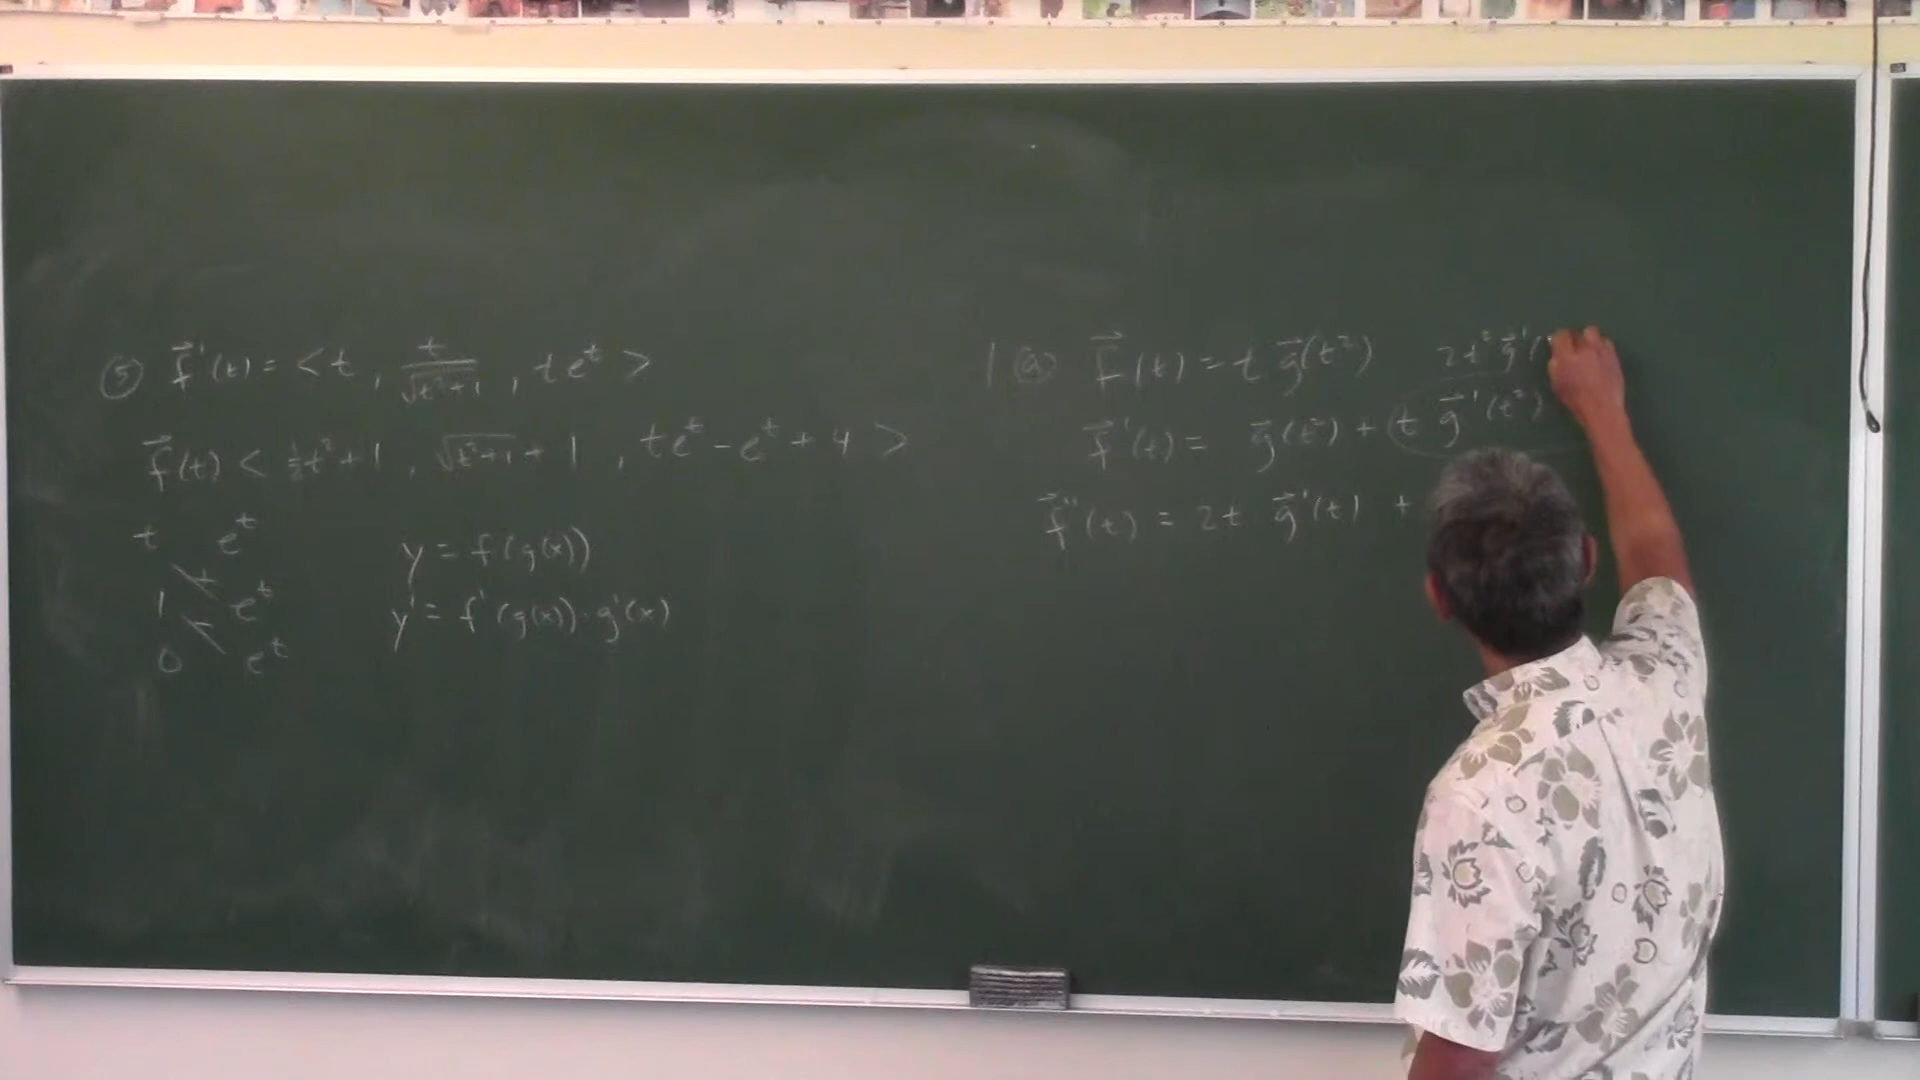 ⑤ f⃗'(t) = < t , t/√(t²+1) , te^t >
f⃗(t) < ½t²+1 , √(t²+1) + 1 , te^t - e^t + 4 >
t e^t
1 e^t
0 e^t
y = f(g(x))
y' = f'(g(x)) · g'(x)
1 ⓐ f⃗(t) = t g⃗(t²) 2t² g⃗'(
f⃗'(t) = g⃗(t²) + t g⃗'(t²)
f⃗''(t) = 2t · g⃗'(t) +